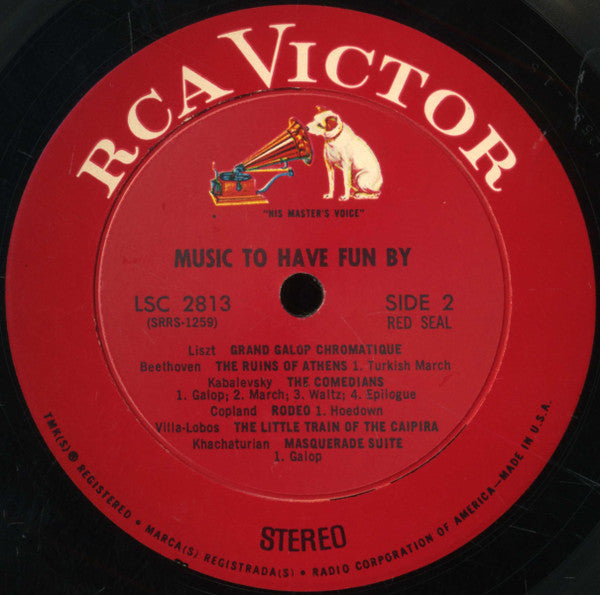 RCA VICTOR
"HIS MASTER'S VOICE"
MUSIC TO HAVE FUN BY
LSC 2813
(SRRS-1259)
SIDE 2
RED SEAL
Liszt GRAND GALOP CHROMATIQUE
Beethoven THE RUINS OF ATHENS 1. Turkish March
Kabalevsky THE COMEDIANS
1. Galop; 2. March; 3. Waltz; 4. Epilogue
Copland RODEO 1. Hoedown
Villa-Lobos THE LITTLE TRAIN OF THE CAIPIRA
Khachaturian MASQUERADE SUITE
1. Galop
STEREO
TMK(S) ® REGISTERED • MARCA(S) REGISTRADA(S) • RADIO CORPORATION OF AMERICA—MADE IN U.S.A.